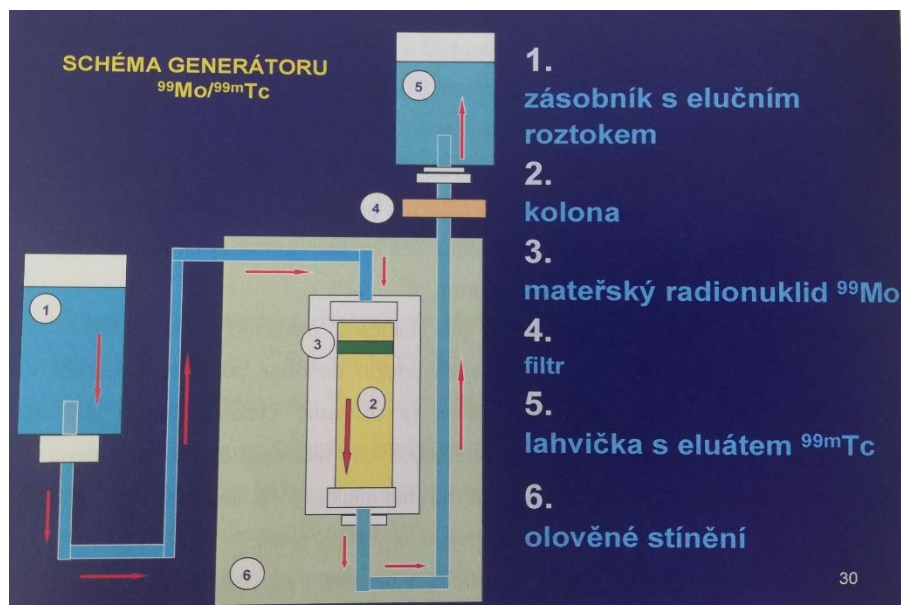 SCHÉMA GENERÁTORU
⁹⁹Mo/⁹⁹ᵐTc
1.
zásobník s elučním
roztokem
2.
kolona
3.
mateřský radionuklid ⁹⁹Mo
4.
filtr
5.
lahvička s eluátem ⁹⁹ᵐTc
6.
olověné stínění
5
4
1
3
2
6
30